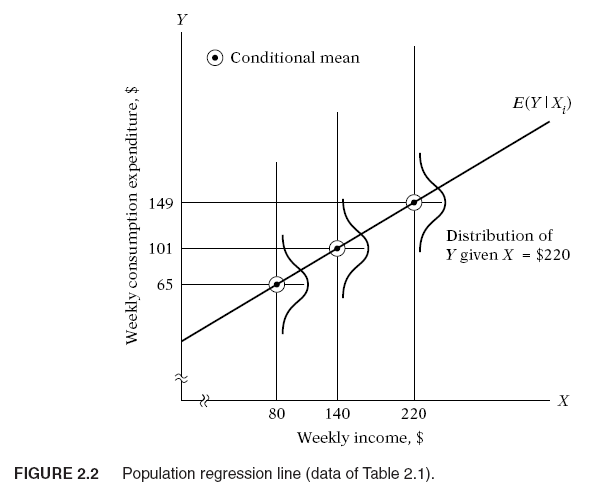 Y
Conditional mean
E(Y | Xi)
Weekly consumption expenditure, $
149
101
65
Distribution of
Y given X = $220
X
80 140 220
Weekly income, $
FIGURE 2.2 Population regression line (data of Table 2.1).